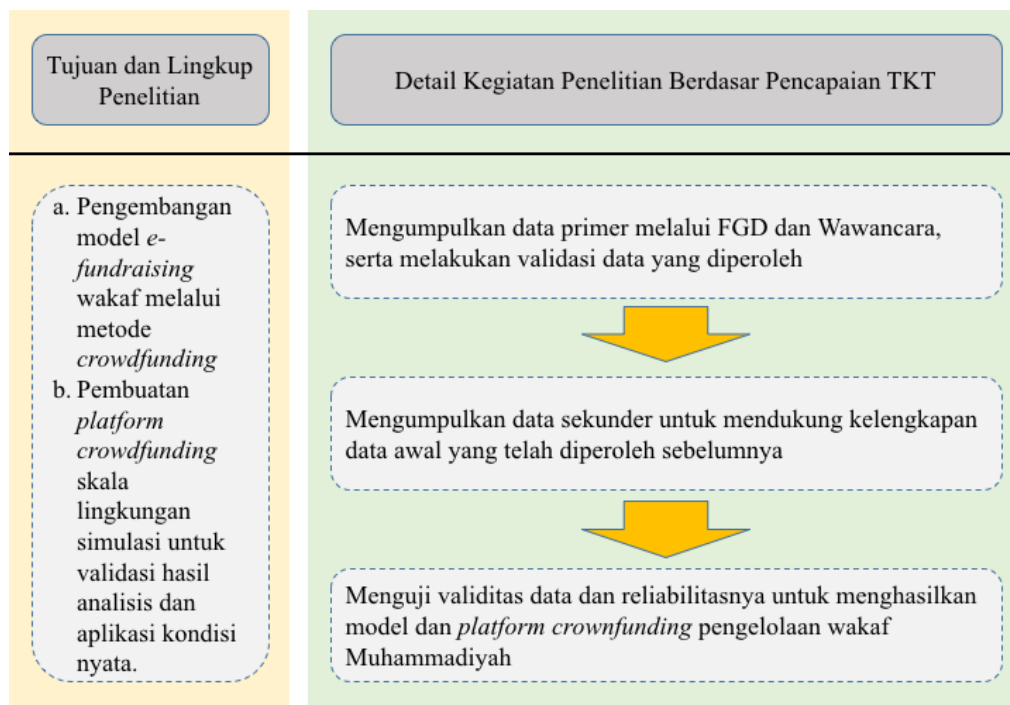 Tujuan dan Lingkup
Penelitian
Detail Kegiatan Penelitian Berdasar Pencapaian TKT
a. Pengembangan
model e-
fundraising
wakaf melalui
metode
crowdfunding
b. Pembuatan
platform
crowdfunding
skala
lingkungan
simulasi untuk
validasi hasil
analisis dan
aplikasi kondisi
nyata.
Mengumpulkan data primer melalui FGD dan Wawancara,
serta melakukan validasi data yang diperoleh
Mengumpulkan data sekunder untuk mendukung kelengkapan
data awal yang telah diperoleh sebelumnya
Menguji validitas data dan reliabilitasnya untuk menghasilkan
model dan platform crownfunding pengelolaan wakaf
Muhammadiyah